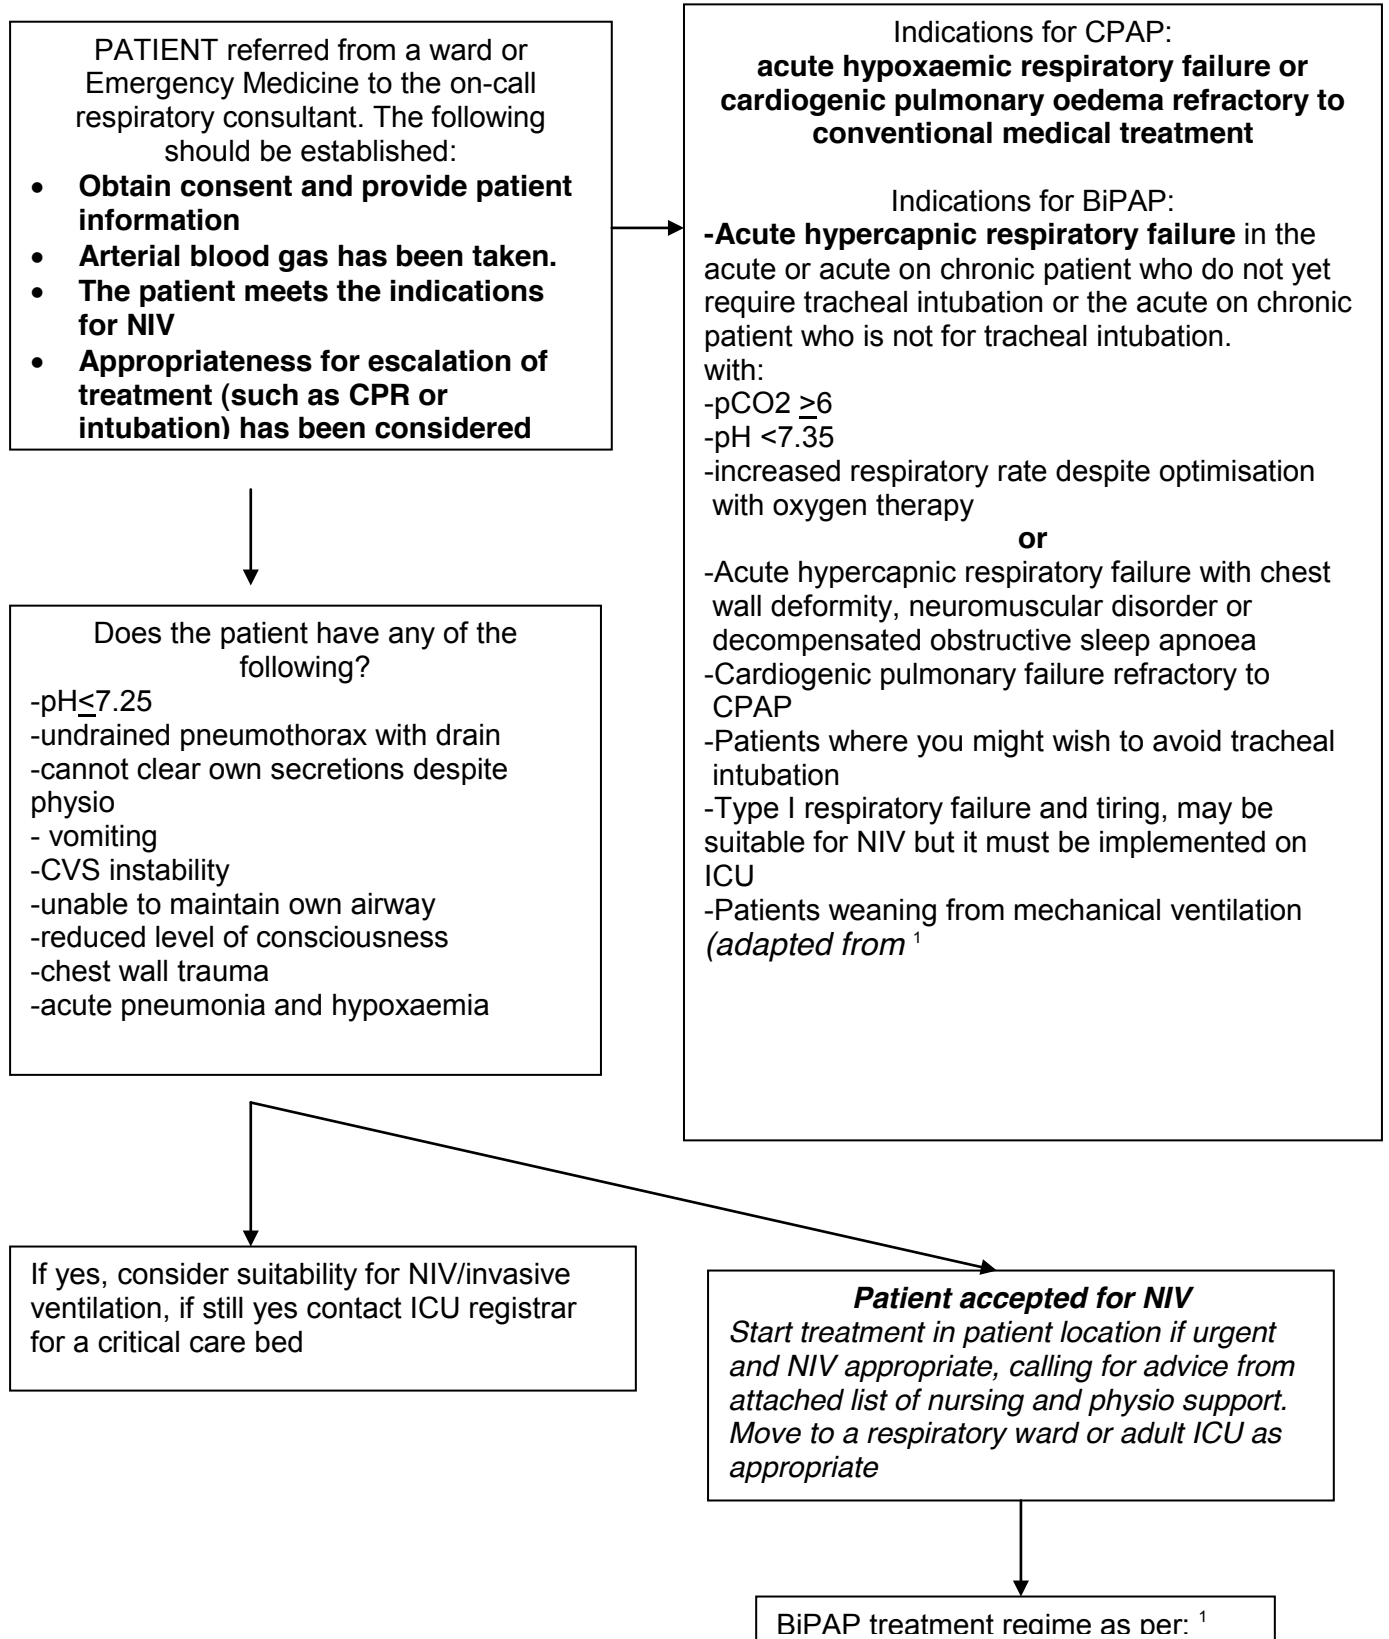 PATIENT referred from a ward or
Emergency Medicine to the on-call
respiratory consultant. The following
should be established:
• Obtain consent and provide patient
information
• Arterial blood gas has been taken.
• The patient meets the indications
for NIV
• Appropriateness for escalation of
treatment (such as CPR or
intubation) has been considered
Indications for CPAP:
acute hypoxaemic respiratory failure or
cardiogenic pulmonary oedema refractory to
conventional medical treatment
Indications for BiPAP:
-Acute hypercapnic respiratory failure in the
acute or acute on chronic patient who do not yet
require tracheal intubation or the acute on chronic
patient who is not for tracheal intubation.
with:
-pCO2 ≥6
-pH <7.35
-increased respiratory rate despite optimisation
with oxygen therapy
or
-Acute hypercapnic respiratory failure with chest
wall deformity, neuromuscular disorder or
decompensated obstructive sleep apnoea
-Cardiogenic pulmonary failure refractory to
CPAP
-Patients where you might wish to avoid tracheal
intubation
-Type I respiratory failure and tiring, may be
suitable for NIV but it must be implemented on
ICU
-Patients weaning from mechanical ventilation
(adapted from 1
Does the patient have any of the
following?
-pH≤7.25
-undrained pneumothorax with drain
-cannot clear own secretions despite
physio
- vomiting
-CVS instability
-unable to maintain own airway
-reduced level of consciousness
-chest wall trauma
-acute pneumonia and hypoxaemia
If yes, consider suitability for NIV/invasive
ventilation, if still yes contact ICU registrar
for a critical care bed
Patient accepted for NIV
Start treatment in patient location if urgent
and NIV appropriate, calling for advice from
attached list of nursing and physio support.
Move to a respiratory ward or adult ICU as
appropriate
BiPAP treatment regime as per: 1